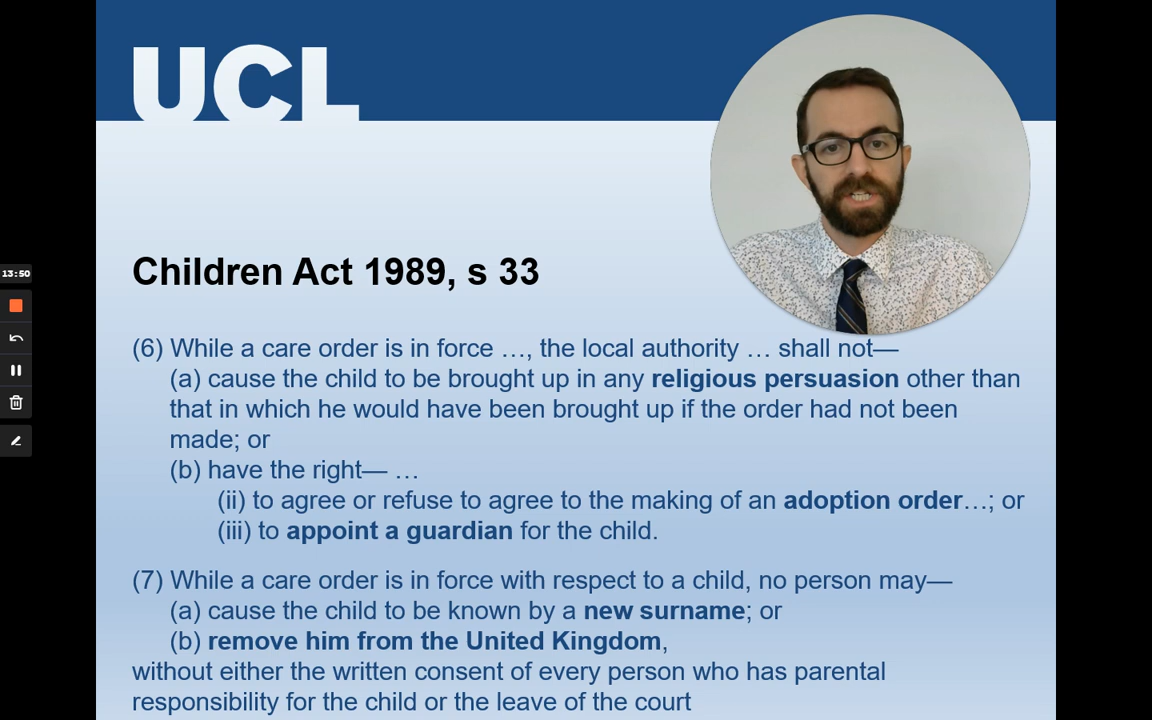 UCL
Children Act 1989, s 33
13:50
(6) While a care order is in force …, the local authority … shall not—
(a) cause the child to be brought up in any religious persuasion other than
that in which he would have been brought up if the order had not been
made; or
(b) have the right— …
(ii) to agree or refuse to agree to the making of an adoption order…; or
(iii) to appoint a guardian for the child.
(7) While a care order is in force with respect to a child, no person may—
(a) cause the child to be known by a new surname; or
(b) remove him from the United Kingdom,
without either the written consent of every person who has parental
responsibility for the child or the leave of the court